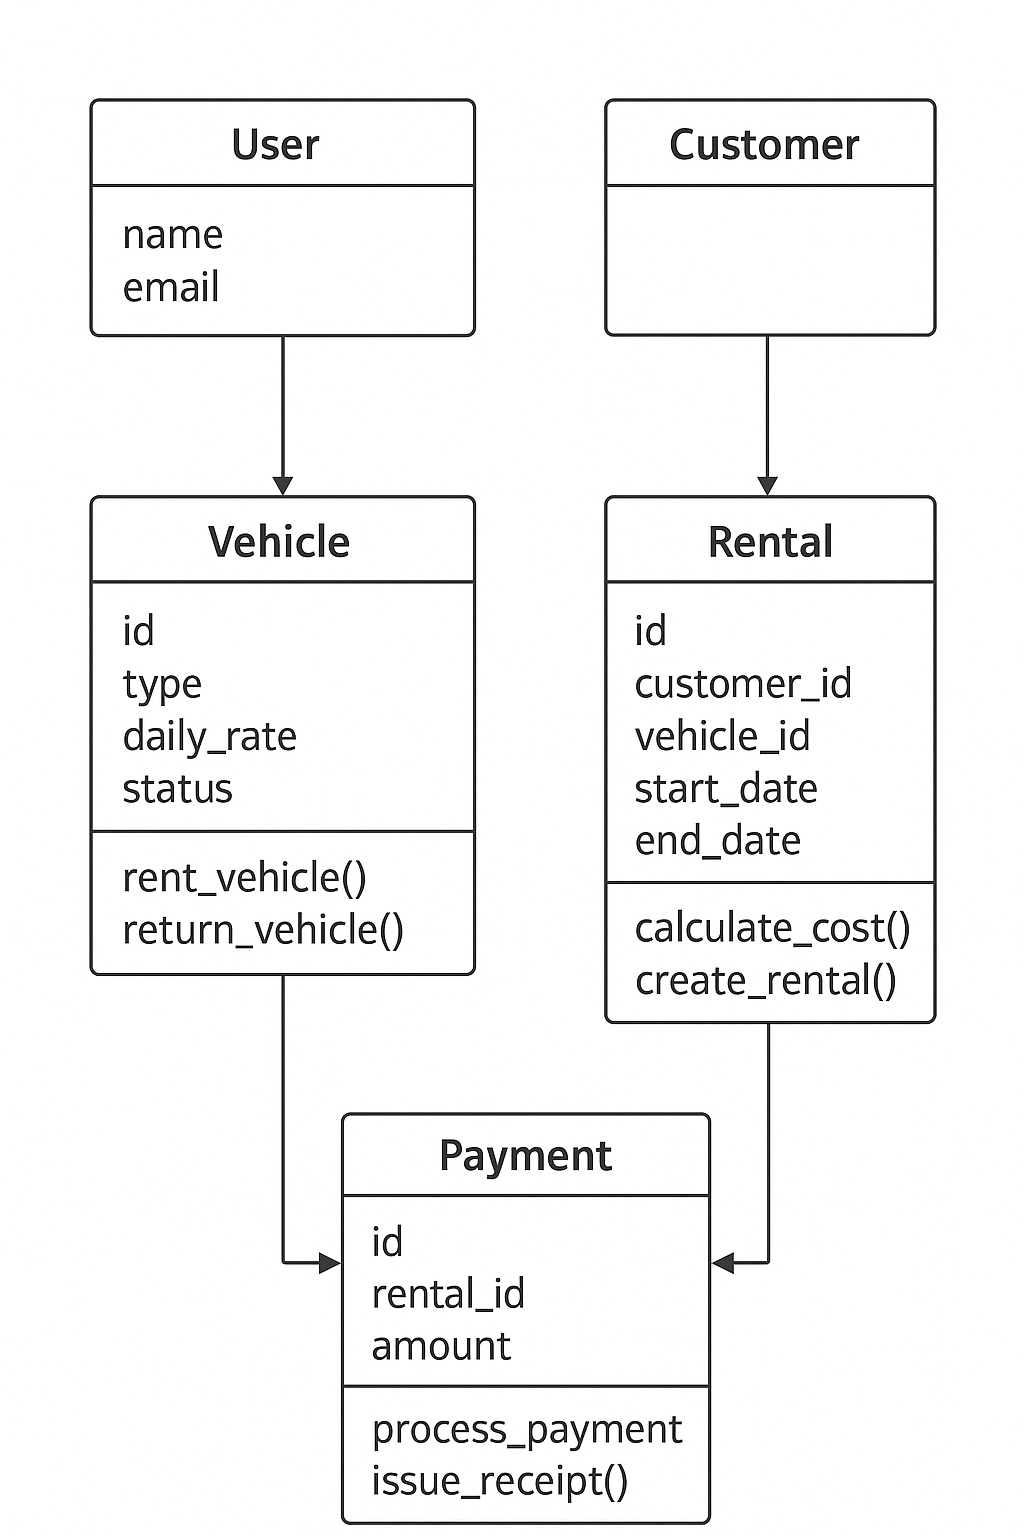 User
name
email
Customer
Vehicle
id
type
daily_rate
status
rent_vehicle()
return_vehicle()
Rental
id
customer_id
vehicle_id
start_date
end_date
calculate_cost()
create_rental()
Payment
id
rental_id
amount
process_payment
issue_receipt()